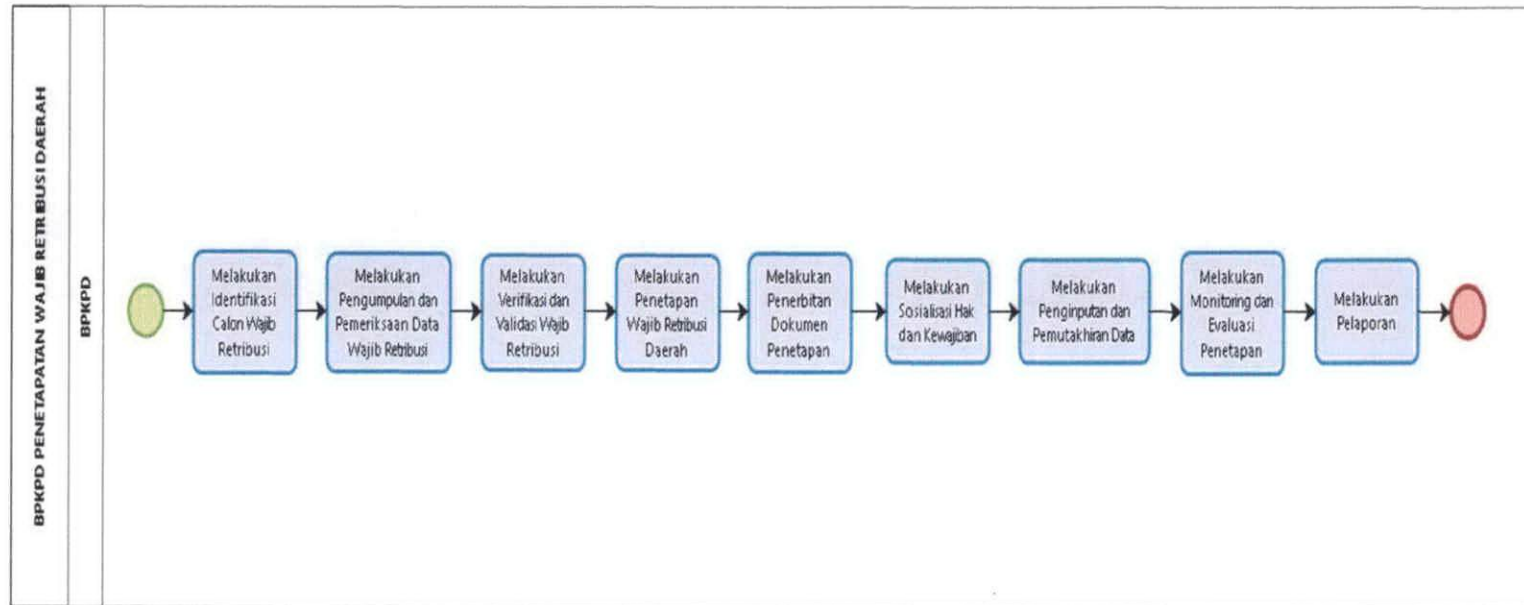 BPKPD PENETAPATAN WAJIB RETRIBUSI DAERAH
BPKPD
Melakukan
Identifikasi
Calon Wajib
Retribusi
Melakukan
Pengumpulan dan
Pemeriksaan Data
Wajib Retribusi
Melakukan
Verifikasi dan
Validasi Wajib
Retribusi
Melakukan
Penetapan
Wajib Retribusi
Daerah
Melakukan
Penerbitan
Dokumen
Penetapan
Melakukan
Sosialisasi Hak
dan Kewajiban
Melakukan
Penginputan dan
Pemutakhiran Data
Melakukan
Monitoring dan
Evaluasi
Penetapan
Melakukan
Pelaporan